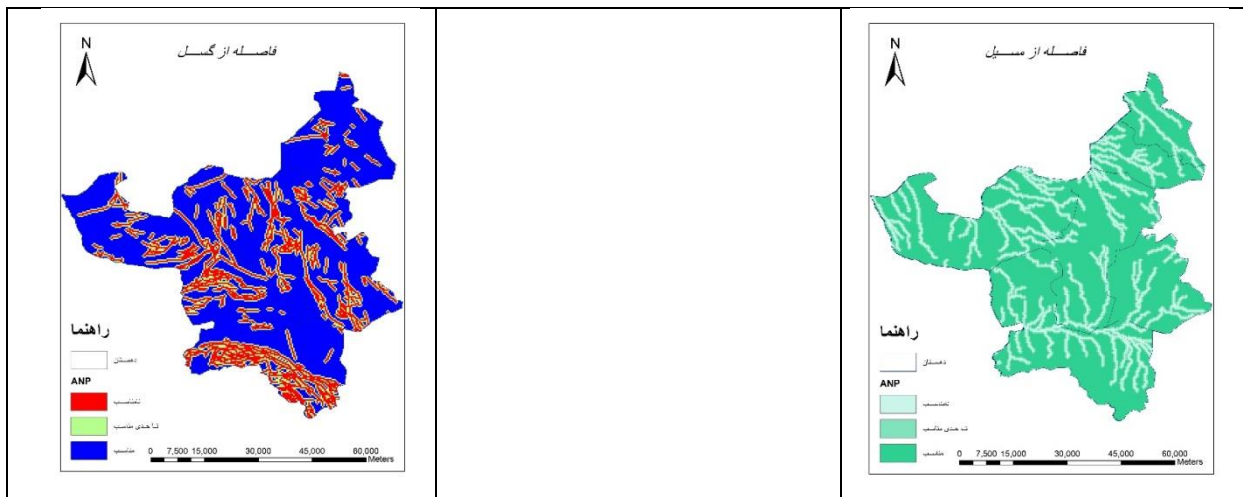 N
فاصله از گسل
راهنما
دهستان
ANP
نامناسب
تا حدی مناسب
مناسب
0 7,500 15,000 30,000 45,000 60,000
Meters
N
فاصله از مسیل
راهنما
دهستان
ANP
نامناسب
تا حدی مناسب
مناسب
0 7,500 15,000 30,000 45,000 60,000
Meters